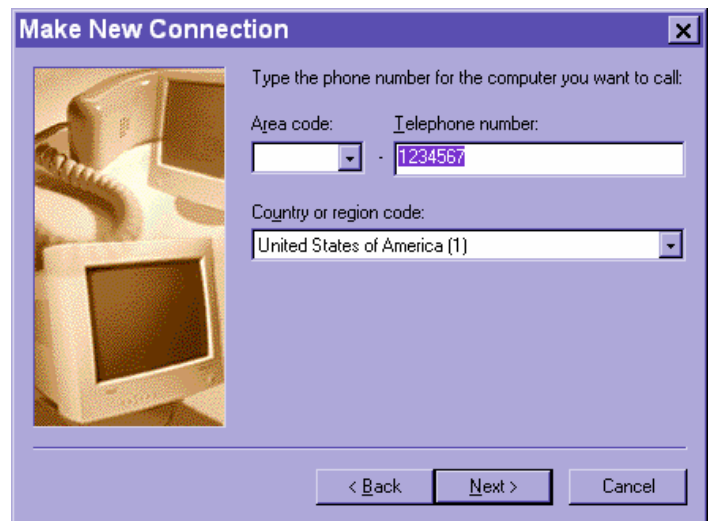 Make New Connection
Type the phone number for the computer you want to call:
Area code: Telephone number:
- 1234567
Country or region code:
United States of America (1)
< Back Next > Cancel